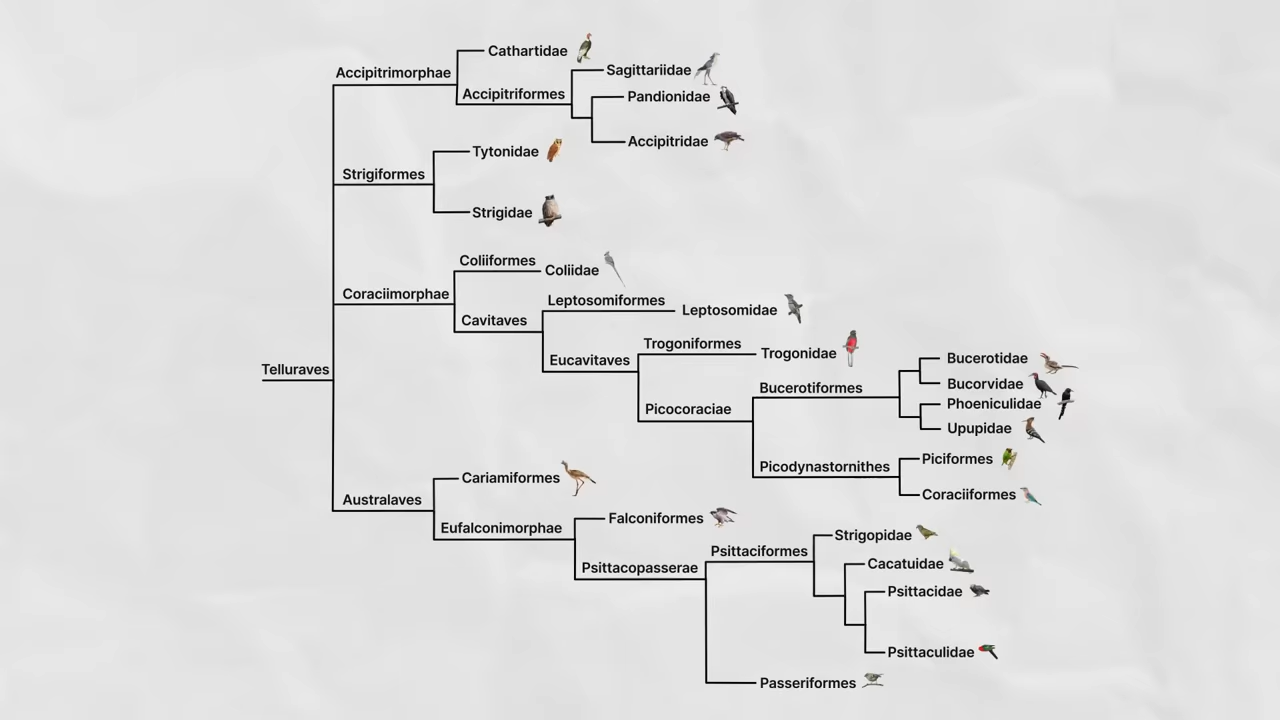 Cathartidae
Accipitrimorphae
Sagittariidae
Accipitriformes
Pandionidae
Accipitridae
Tytonidae
Strigiformes
Strigidae
Coliiformes
Coliidae
Coraciimorphae
Leptosomiformes
Leptosomidae
Cavitaves
Trogoniformes
Trogonidae
Eucavitaves
Bucerotidae
Telluraves
Bucerotiformes
Bucorvidae
Phoeniculidae
Picocoraciae
Upupidae
Piciformes
Picodynastornithes
Coraciiformes
Cariamiformes
Australaves
Falconiformes
Eufalconimorphae
Strigopidae
Psittaciformes
Cacatuidae
Psittacopasserae
Psittacidae
Psittaculidae
Passeriformes